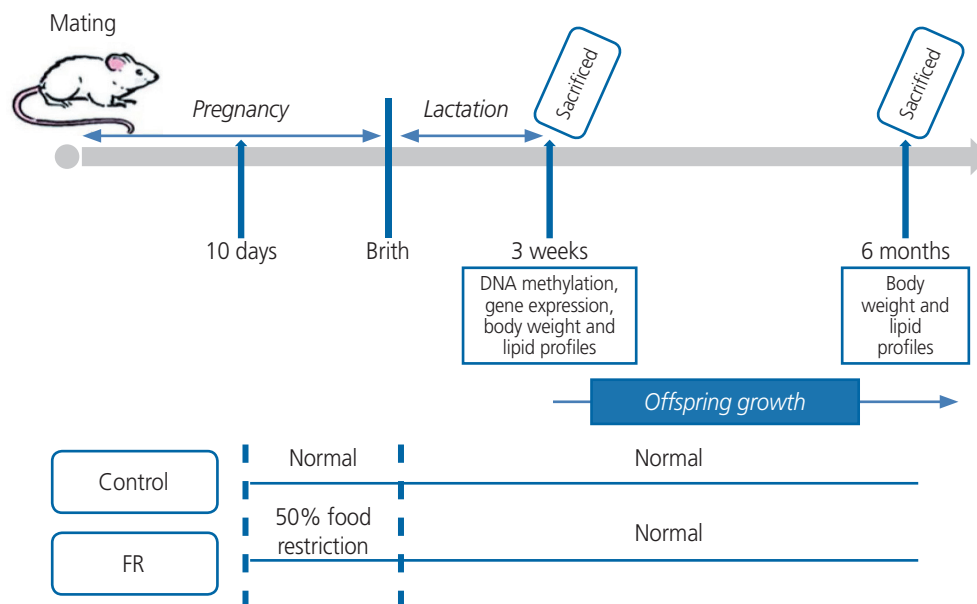 Mating
Pregnancy
Lactation
Sacrificed
Sacrificed
10 days
Brith
3 weeks
6 months
DNA methylation,
gene expression,
body weight and
lipid profiles
Body
weight and
lipid
profiles
Offspring growth
Control
Normal
Normal
FR
50% food
restriction
Normal